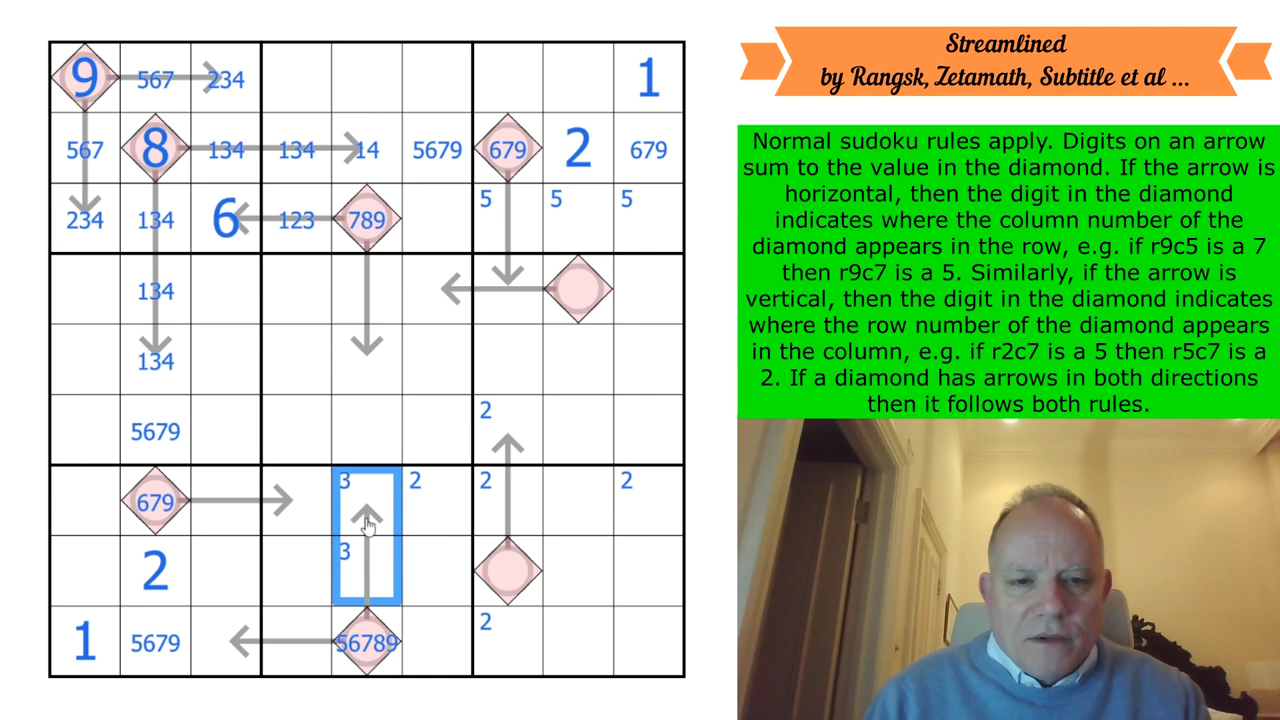 Streamlined
by Rangsk, Zetamath, Subtitle et al ...
Normal sudoku rules apply. Digits on an arrow
sum to the value in the diamond. If the arrow is
horizontal, then the digit in the diamond
indicates where the column number of the
diamond appears in the row, e.g. if r9c5 is a 7
then r9c7 is a 5. Similarly, if the arrow is
vertical, then the digit in the diamond indicates
where the row number of the diamond appears
in the column, e.g. if r2c7 is a 5 then r5c7 is a
2. If a diamond has arrows in both directions
then it follows both rules.
9 567 234 1
567 8 134 134 14 5679 679 2 679
234 134 6 123 789 5 5 5
134
134
5679 2
679 3 2 2 2
2 3
1 5679 56789 2